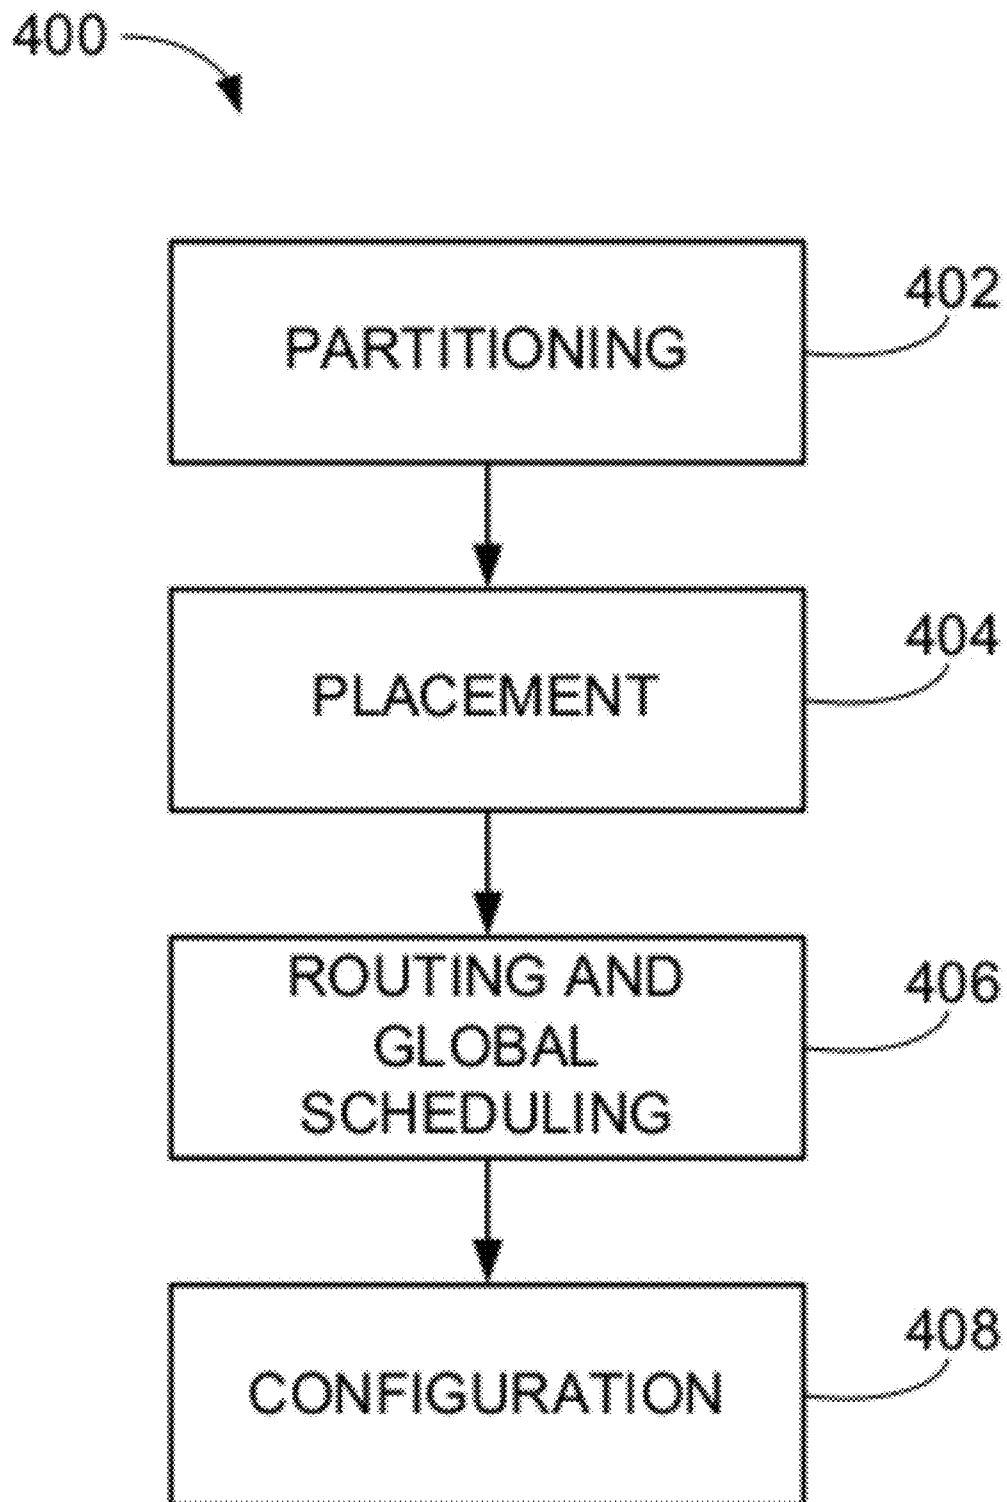 400
402
PARTITIONING
404
PLACEMENT
406
ROUTING AND
GLOBAL
SCHEDULING
408
CONFIGURATION